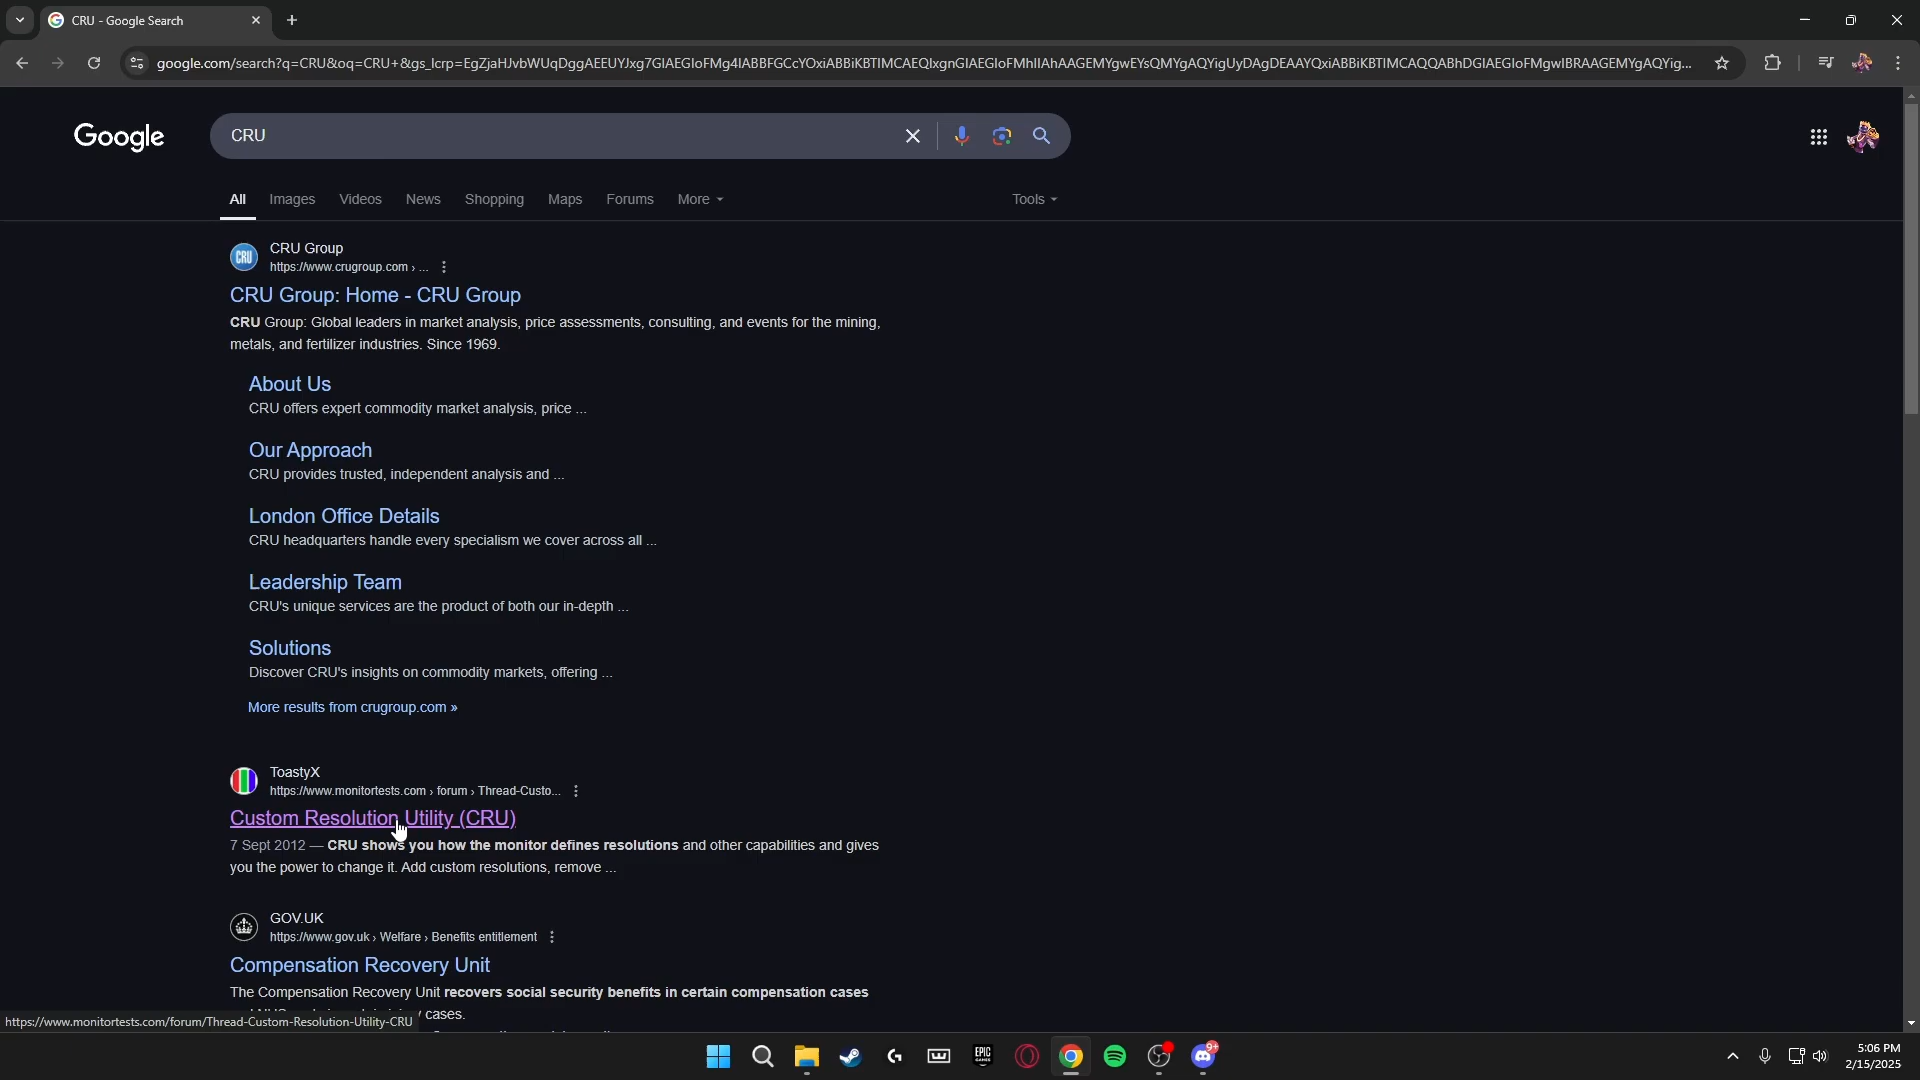 CRU - Google Search
google.com/search?q=CRU&oq=CRU+&gs_lcrp=EgZjaHJvbWUqDggAEEUYJxg7GIAEGIoFMg4IABBFGCcYOxiABBiKBTIMCAEQIxgnGIAEGIoFMhIIAhAAGEMYgwEYsQMYgAQYigUyDAgDEAAYQxiABBiKBTIMCAQQABhDGIAEGIoFMgwIBRAAGEMYgAQYig...
Google
CRU
All Images Videos News Shopping Maps Forums More Tools
CRU
CRU Group
https://www.crugroup.com › ...
CRU Group: Home - CRU Group
CRU Group: Global leaders in market analysis, price assessments, consulting, and events for the mining,
metals, and fertilizer industries. Since 1969.
About Us
CRU offers expert commodity market analysis, price ...
Our Approach
CRU provides trusted, independent analysis and ...
London Office Details
CRU headquarters handle every specialism we cover across all ...
Leadership Team
CRU's unique services are the product of both our in-depth ...
Solutions
Discover CRU's insights on commodity markets, offering ...
More results from crugroup.com »
ToastyX
https://www.monitortests.com › forum › Thread-Custo...
Custom Resolution Utility (CRU)
7 Sept 2012 — CRU shows you how the monitor defines resolutions and other capabilities and gives
you the power to change it. Add custom resolutions, remove ...
GOV.UK
https://www.gov.uk › Welfare › Benefits entitlement
Compensation Recovery Unit
The Compensation Recovery Unit recovers social security benefits in certain compensation cases
cases.
https://www.monitortests.com/forum/Thread-Custom-Resolution-Utility-CRU
EPIC GAMES
9+
5:06 PM
2/15/2025